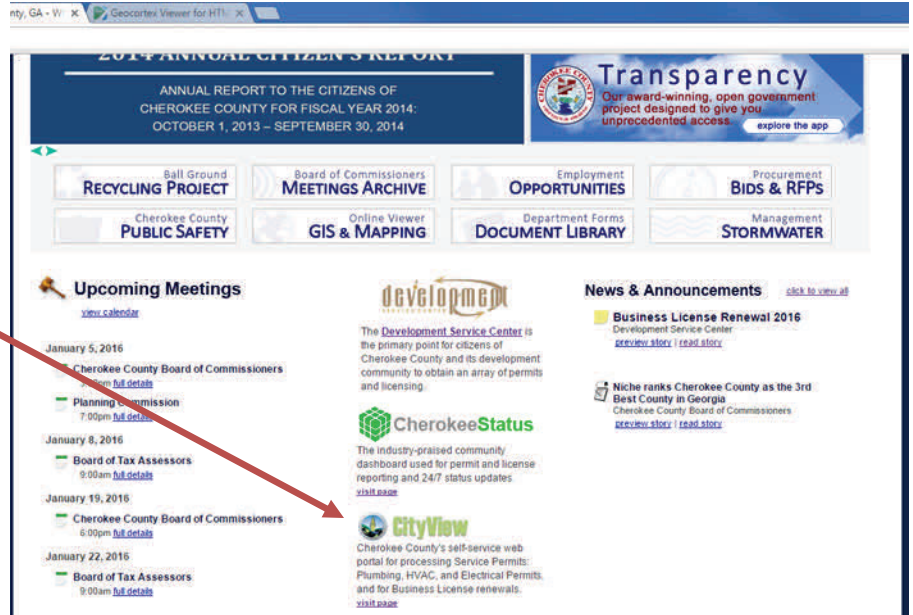 nty, GA - W
Geocortex Viewer for HTM
2014 ANNUAL CITIZEN'S REPORT
ANNUAL REPORT TO THE CITIZENS OF
CHEROKEE COUNTY FOR FISCAL YEAR 2014:
OCTOBER 1, 2013 – SEPTEMBER 30, 2014
Transparency
Our award-winning, open government
project designed to give you
unprecedented access.
explore the app
Ball Ground
RECYCLING PROJECT
Board of Commissioners
MEETINGS ARCHIVE
Employment
OPPORTUNITIES
Procurement
BIDS & RFPS
Cherokee County
PUBLIC SAFETY
Online Viewer
GIS & MAPPING
Department Forms
DOCUMENT LIBRARY
Management
STORMWATER
Upcoming Meetings
view calendar
January 5, 2016
Cherokee County Board of Commissioners
full details
Planning Commission
7:00pm full details
January 8, 2016
Board of Tax Assessors
9:00am full details
January 19, 2016
Cherokee County Board of Commissioners
6:00pm full details
January 22, 2016
Board of Tax Assessors
9:00am full details
development
SERVICE CENTER
The Development Service Center is
the primary point for citizens of
Cherokee County and its development
community to obtain an array of permits
and licensing.
CherokeeStatus
The industry-praised community
dashboard used for permit and license
reporting and 24/7 status updates.
visit page
CityView
Cherokee County's self-service web
portal for processing Service Permits:
Plumbing, HVAC, and Electrical Permits,
and for Business License renewals.
visit page
News & Announcements
click to view all
Business License Renewal 2016
Development Service Center
preview story | read story
Niche ranks Cherokee County as the 3rd
Best County in Georgia
Cherokee County Board of Commissioners
preview story | read story